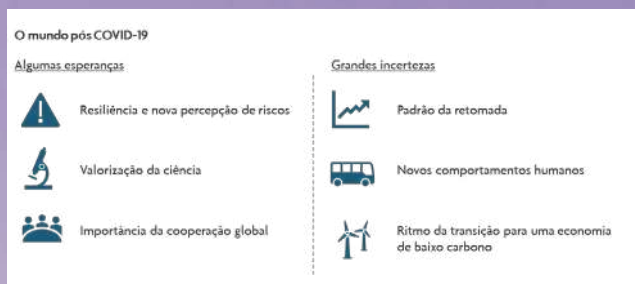 O mundo pós COVID-19
Algumas esperanças
Resiliência e nova percepção de riscos
Valorização da ciência
Importância da cooperação global
Grandes incertezas
Padrão da retomada
Novos comportamentos humanos
Ritmo da transição para uma economia
de baixo carbono